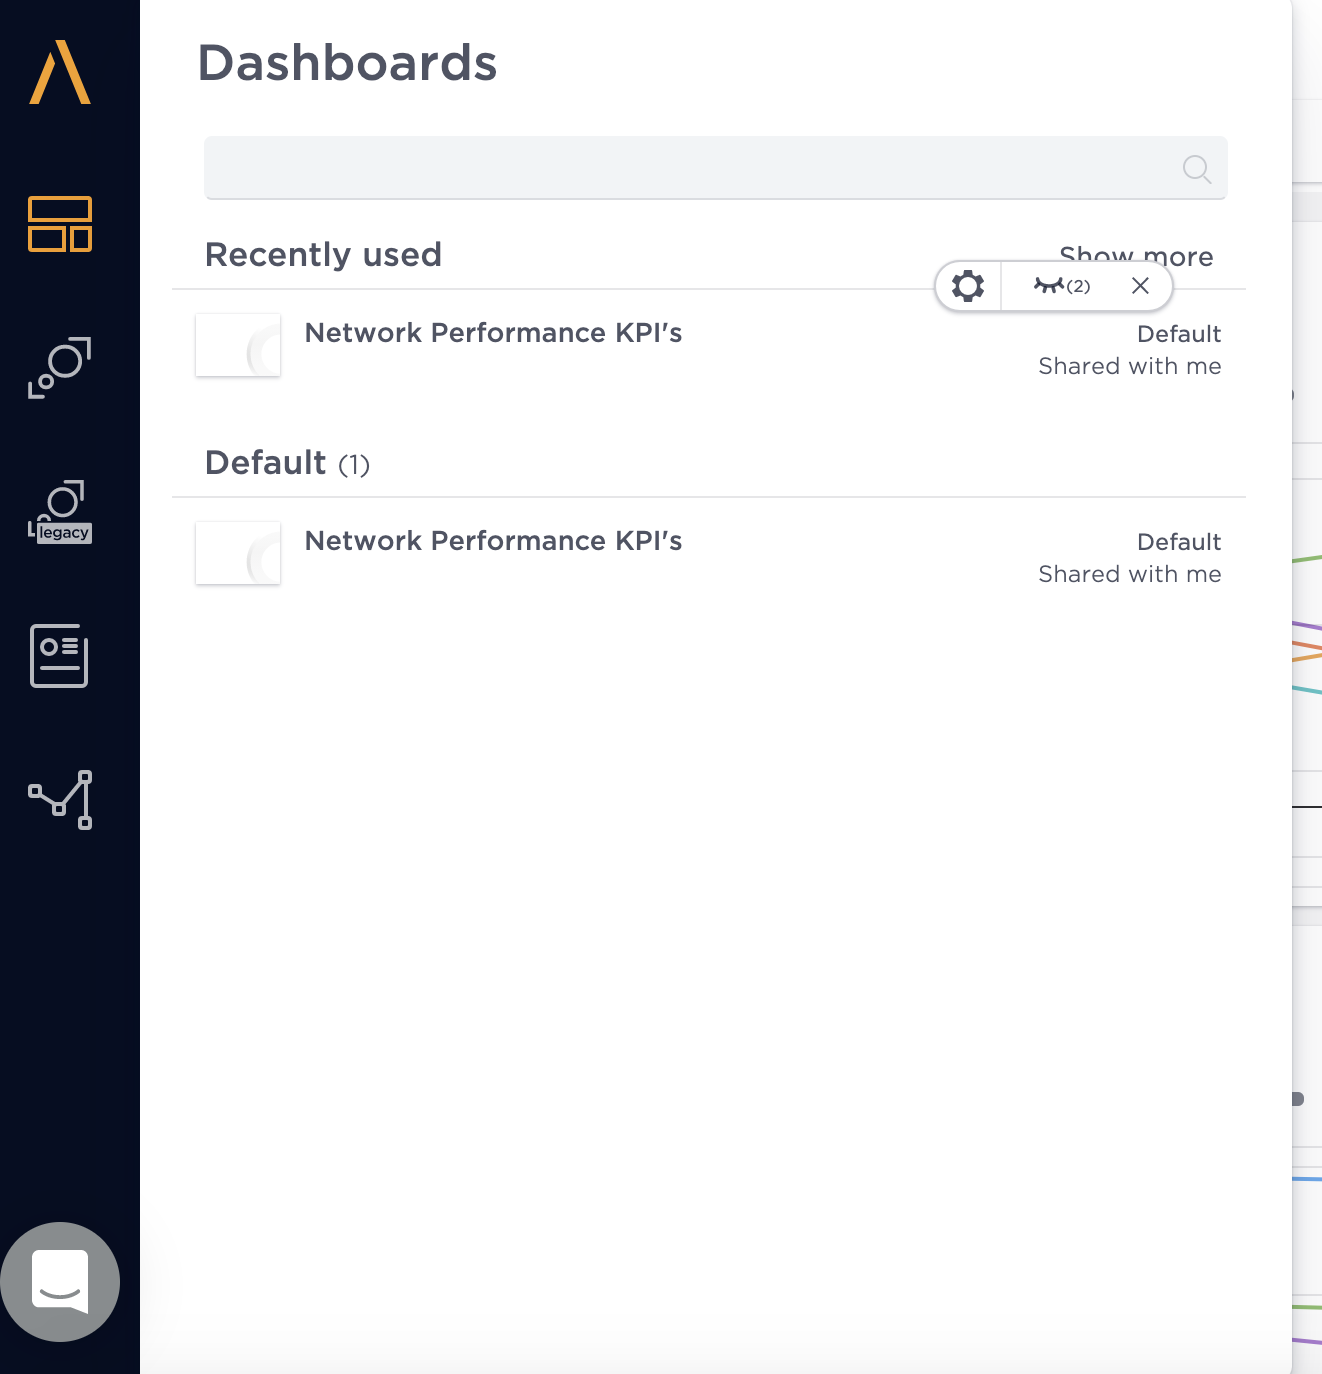 Dashboards
Recently used
Show more
(2)
Network Performance KPI's
Default
Shared with me
Default (1)
Network Performance KPI's
Default
Shared with me
legacy